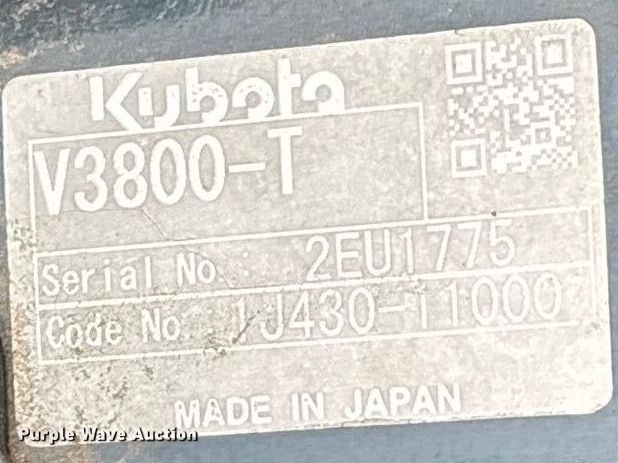 Kubota
V3800-T
Serial No.: 2EU1775
Code No. 1J430-11000
MADE IN JAPAN
Purple Wave Auction